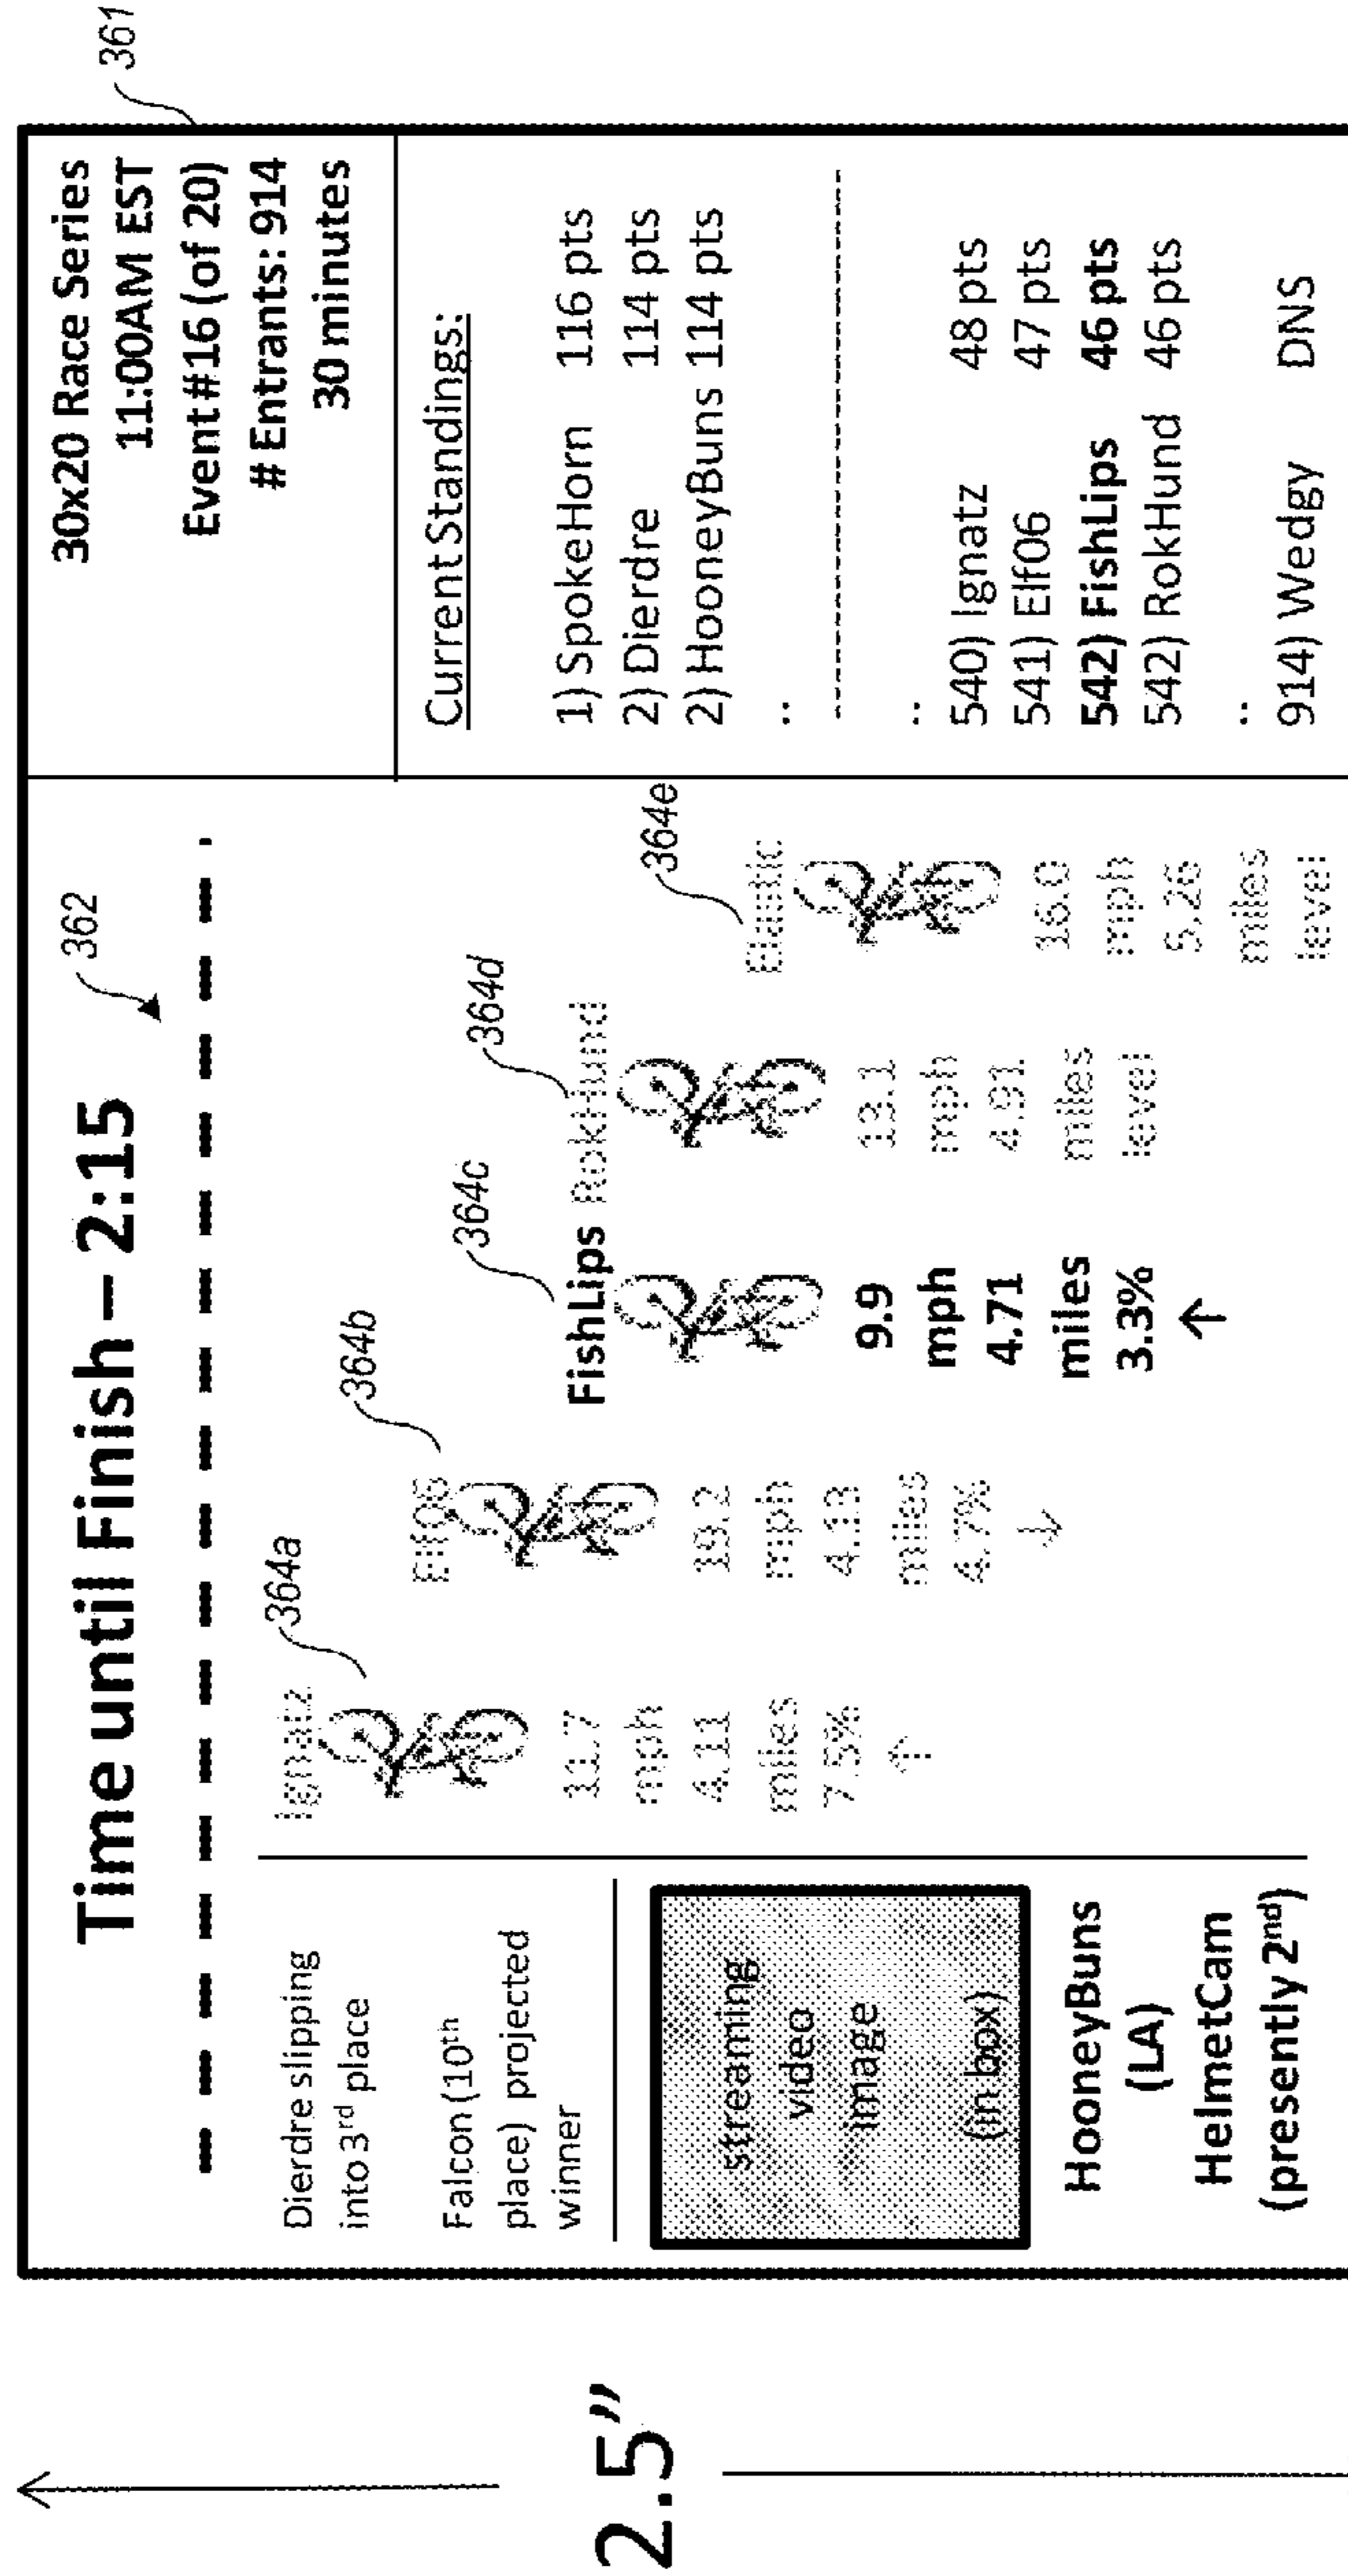 Time until Finish – 2:15
362
30x20 Race Series
11:00AM EST
Event#16 (of 20)
# Entrants: 914
30 minutes
361
Dierdre slipping
into 3rd place
Falcon (10th
place) projected
winner
streaming
video
image
(in box)
HooneyBuns
(LA)
HelmetCam
(presently 2nd)
364a
Ignatz
11.7
mph
4.11
miles
7.5%
↑
364b
Elf06
19.2
mph
4.13
miles
4.7%
↓
364c
FishLips
9.9
mph
4.71
miles
3.3%
↑
364d
RokHund
13.1
mph
4.91
miles
level
364e
Elastic
16.0
mph
5.26
miles
level
Current Standings:
1) SpokeHorn 116 pts
2) Dierdre 114 pts
2) HooneyBuns 114 pts
..
..
540) Ignatz 48 pts
541) Elf06 47 pts
542) FishLips 46 pts
542) RokHund 46 pts
..
914) Wedgy DNS
2.5”